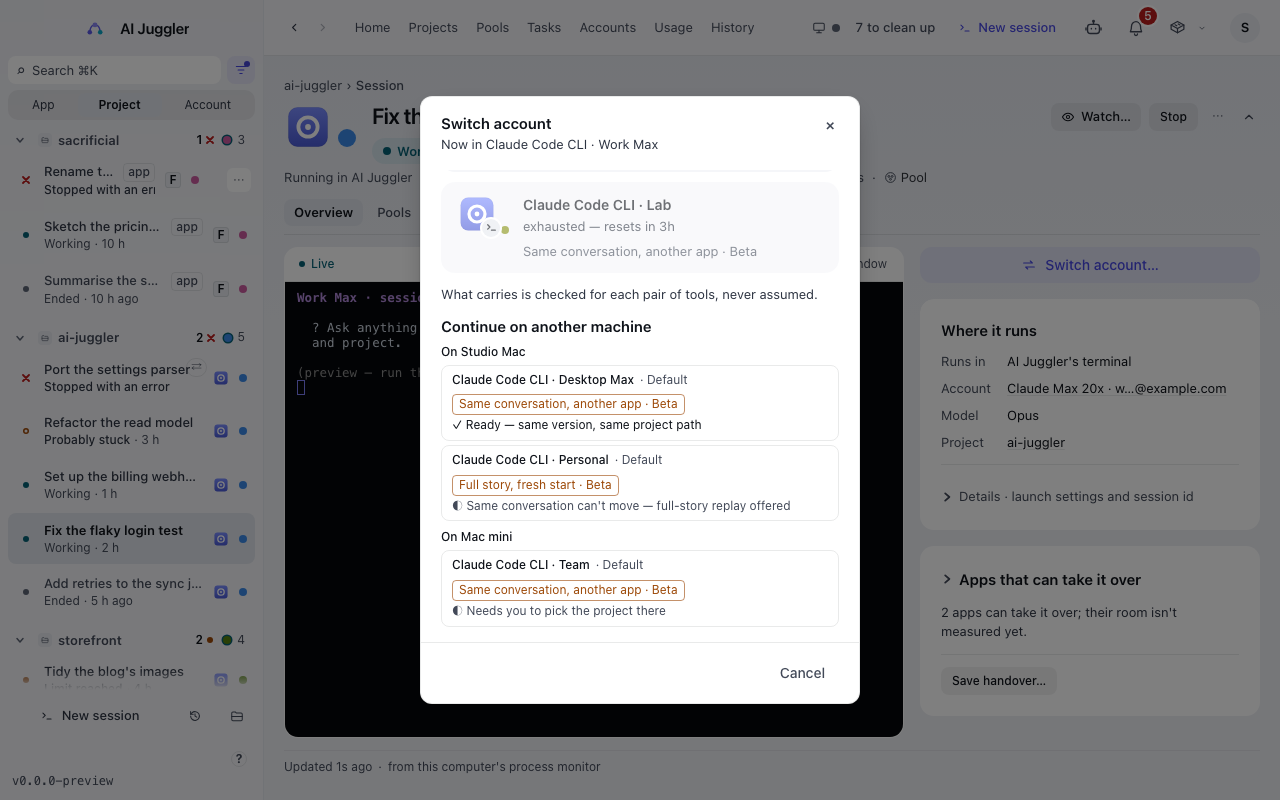 AI Juggler
Search ⌘K
App Project Account
sacrificial 1 3
Rename t... app F
Stopped with an err
Sketch the pricin... app F
Working · 10 h
Summarise the s... app F
Ended · 10 h ago
ai-juggler 2 5
Port the settings parser
Stopped with an error
Refactor the read model
Probably stuck · 3 h
Set up the billing webh...
Working · 1 h
Fix the flaky login test
Working · 2 h
Add retries to the sync j...
Ended · 5 h ago
storefront 2 4
Tidy the blog's images
New session
?
v0.0.0-preview
Home Projects Pools Tasks Accounts Usage History
7 to clean up
New session
5
S
ai-juggler › Session
Fix th
Wor
Watch...
Stop
Running in AI Juggler
s · Pool
Overview Pools
Live
ndow
Work Max · sessio
? Ask anything
and project.
(preview — run th
Switch account
Now in Claude Code CLI · Work Max
×
Claude Code CLI · Lab
exhausted — resets in 3h
Same conversation, another app · Beta
What carries is checked for each pair of tools, never assumed.
Continue on another machine
On Studio Mac
Claude Code CLI · Desktop Max · Default
Same conversation, another app · Beta
✓ Ready — same version, same project path
Claude Code CLI · Personal · Default
Full story, fresh start · Beta
◐ Same conversation can't move — full-story replay offered
On Mac mini
Claude Code CLI · Team · Default
Same conversation, another app · Beta
◐ Needs you to pick the project there
Cancel
Switch account...
Where it runs
Runs in AI Juggler's terminal
Account Claude Max 20x · w...@example.com
Model Opus
Project ai-juggler
Details · launch settings and session id
Apps that can take it over
2 apps can take it over; their room isn't
measured yet.
Save handover...
Updated 1s ago · from this computer's process monitor